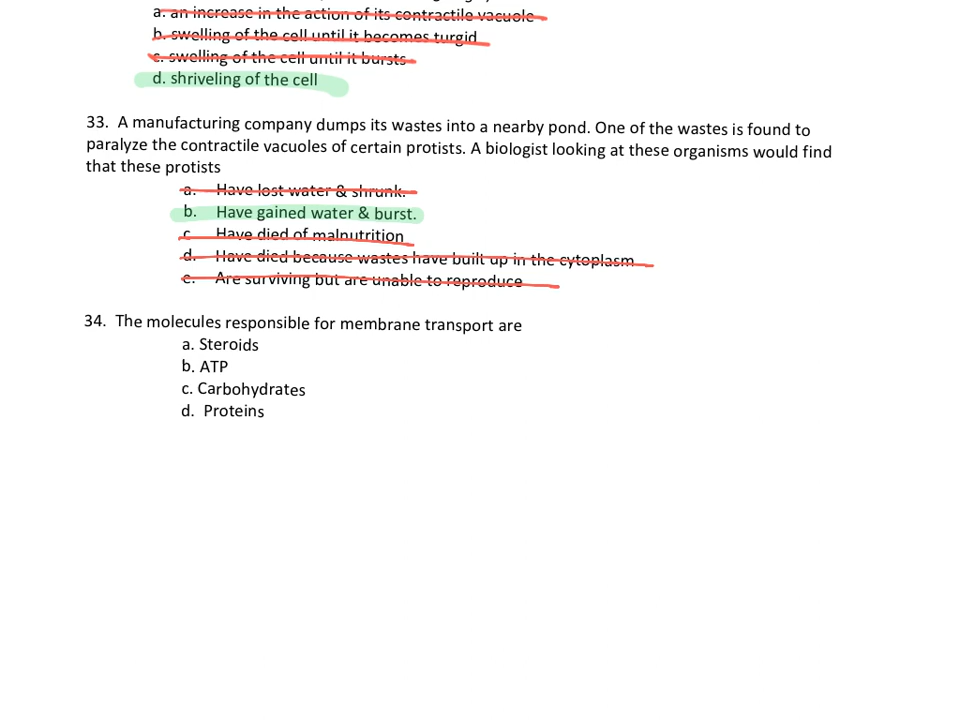 a. an increase in the action of its contractile vacuole
b. swelling of the cell until it becomes turgid
c. swelling of the cell until it bursts
d. shriveling of the cell
33. A manufacturing company dumps its wastes into a nearby pond. One of the wastes is found to
paralyze the contractile vacuoles of certain protists. A biologist looking at these organisms would find
that these protists
a. Have lost water & shrunk.
b. Have gained water & burst.
c Have died of malnutrition
d. Have died because wastes have built up in the cytoplasm
e. Are surviving but are unable to reproduce
34. The molecules responsible for membrane transport are
a. Steroids
b. ATP
c. Carbohydrates
d. Proteins